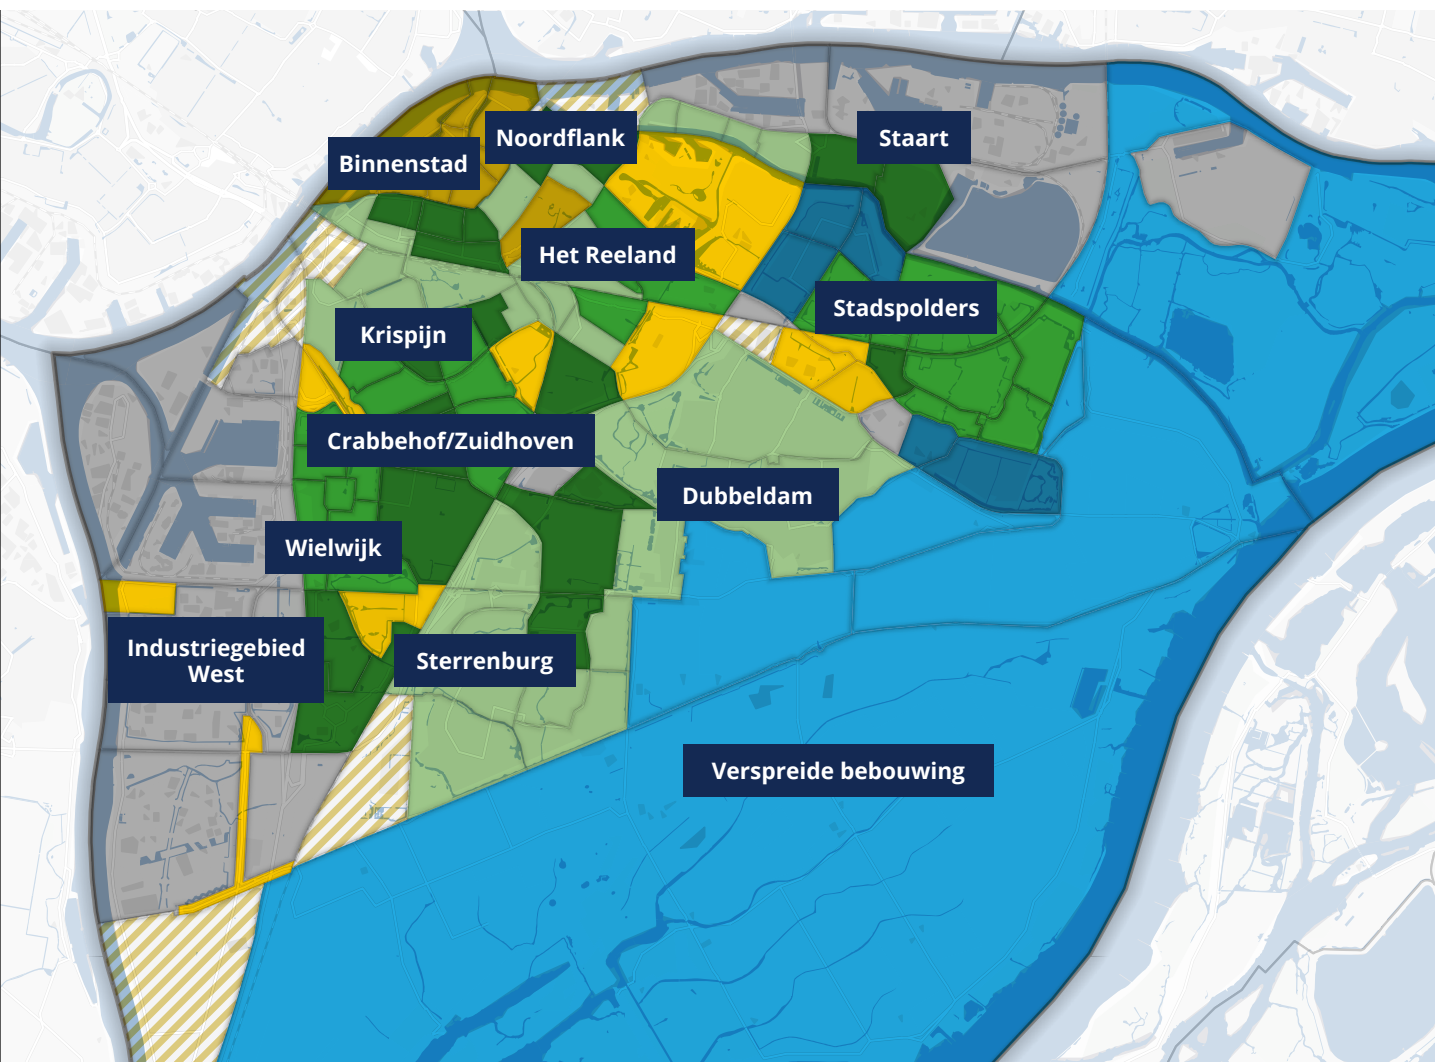 Noordflank
Staart
Binnenstad
Het Reeland
Stadspolders
Krispijn
Crabbehof/Zuidhoven
Dubbeldam
Wielwijk
Industriegebied
West
Sterrenburg
Verspreide bebouwing